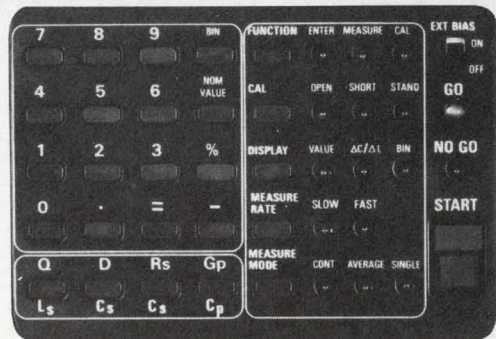 7 8 9 BIN
4 5 6 NOM VALUE
1 2 3 %
0 . = -
Q D Rs Gp
Ls Cs Cs Cp
FUNCTION ENTER MEASURE CAL
CAL OPEN SHORT STAND
DISPLAY VALUE ΔC/ΔL BIN
MEASURE RATE SLOW FAST
MEASURE MODE CONT AVERAGE SINGLE
EXT BIAS
ON
OFF
GO
NO GO
START